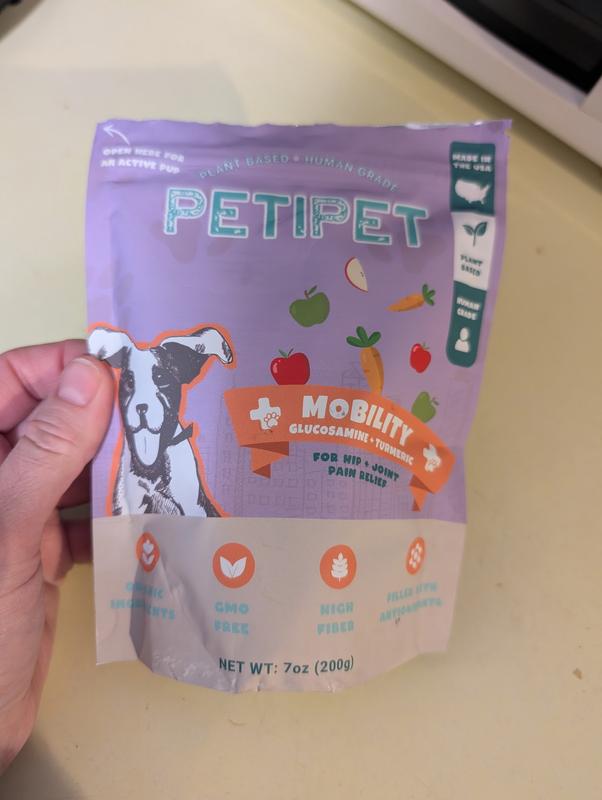 OPEN HERE FOR
AN ACTIVE PUP
PLANT BASED • HUMAN GRADE
PETIPET
MADE IN
THE USA
PLANT
BASED
HUMAN
GRADE
MOBILITY
GLUCOSAMINE + TURMERIC
FOR HIP + JOINT
PAIN RELIEF
ORGANIC
INGREDIENTS
GMO
FREE
HIGH
FIBER
FILLED WITH
ANTIOXIDANTS
NET WT: 7oz (200g)